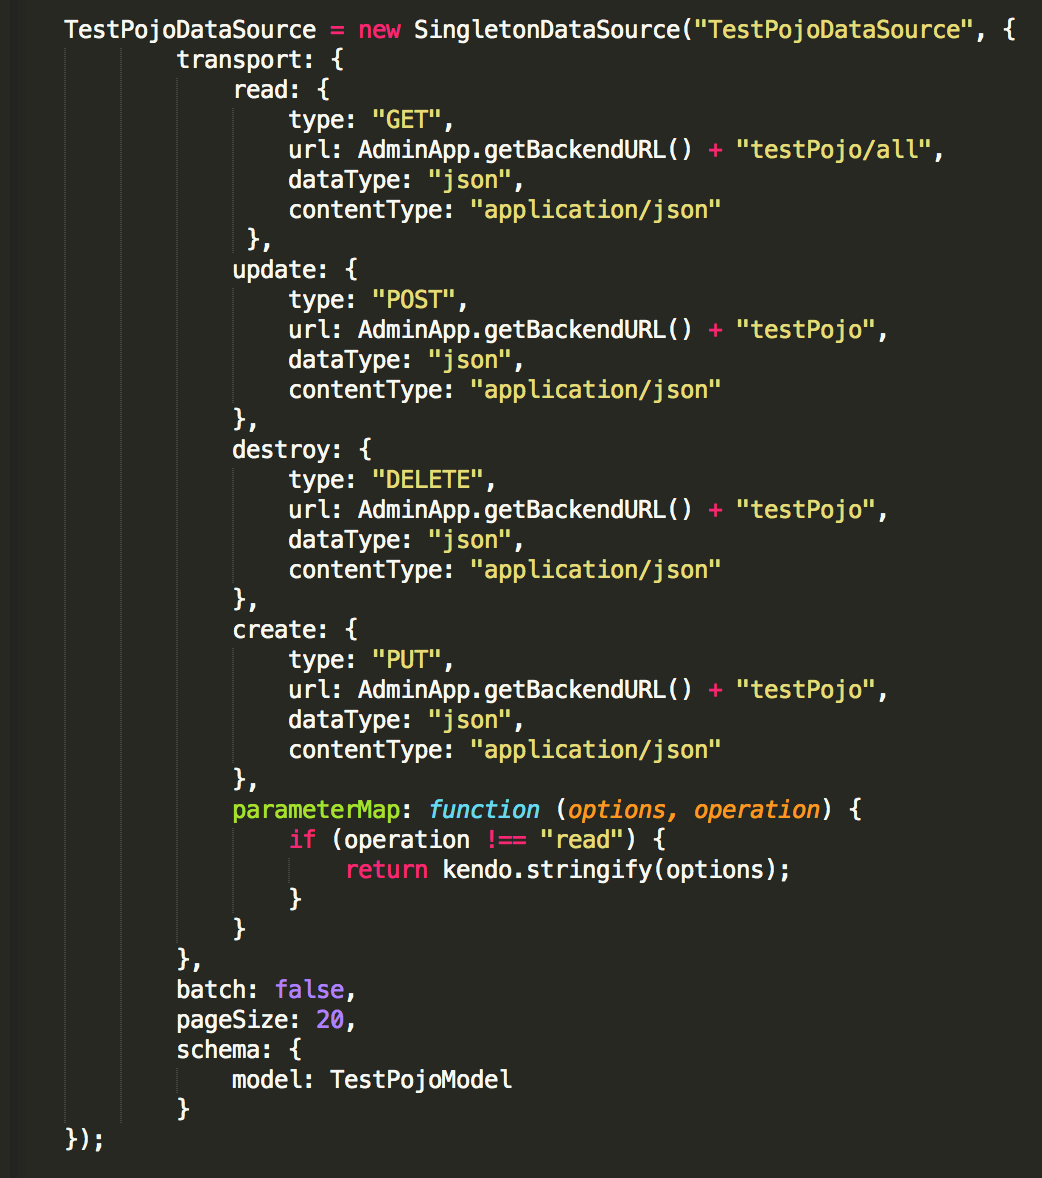 TestPojoDataSource = new SingletonDataSource("TestPojoDataSource", {
        transport: {
            read: {
                type: "GET",
                url: AdminApp.getBackendURL() + "testPojo/all",
                dataType: "json",
                contentType: "application/json"
             },
            update: {
                type: "POST",
                url: AdminApp.getBackendURL() + "testPojo",
                dataType: "json",
                contentType: "application/json"
            },
            destroy: {
                type: "DELETE",
                url: AdminApp.getBackendURL() + "testPojo",
                dataType: "json",
                contentType: "application/json"
            },
            create: {
                type: "PUT",
                url: AdminApp.getBackendURL() + "testPojo",
                dataType: "json",
                contentType: "application/json"
            },
            parameterMap: function (options, operation) {
                if (operation !== "read") {
                    return kendo.stringify(options);
                }
            }
        },
        batch: false,
        pageSize: 20,
        schema: {
            model: TestPojoModel
        }
});